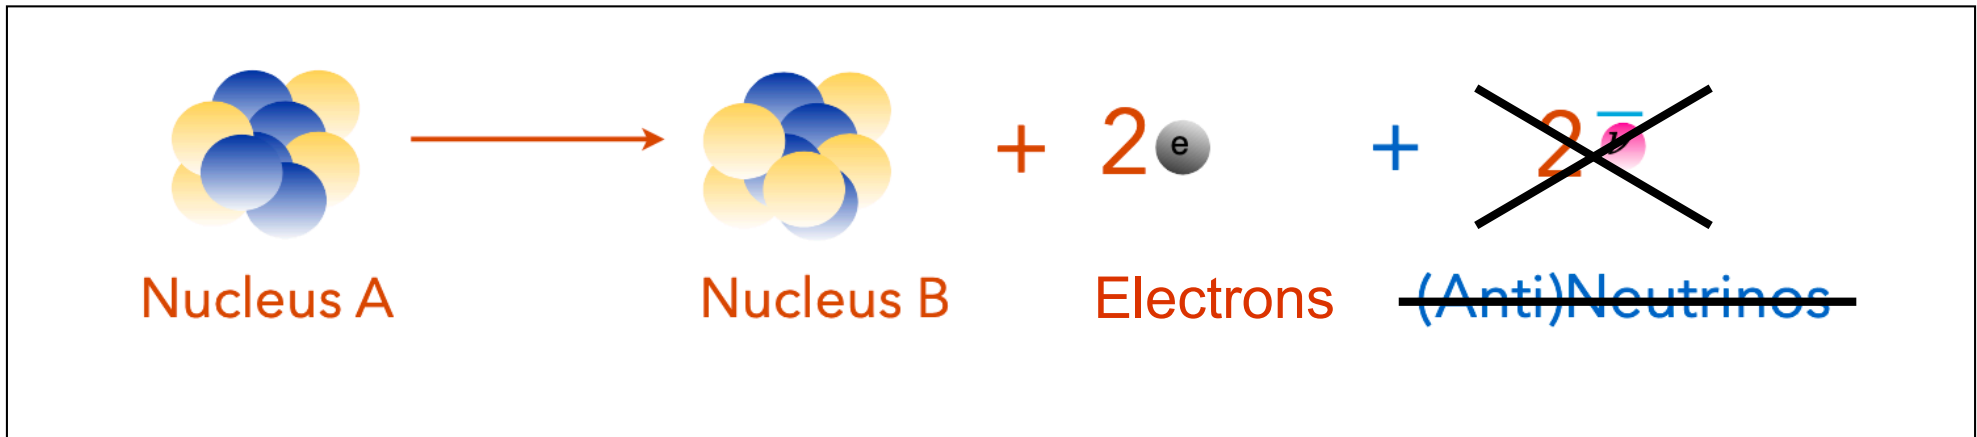 + 2 e + 2 ν̅
Nucleus A Nucleus B Electrons (Anti)Neutrinos